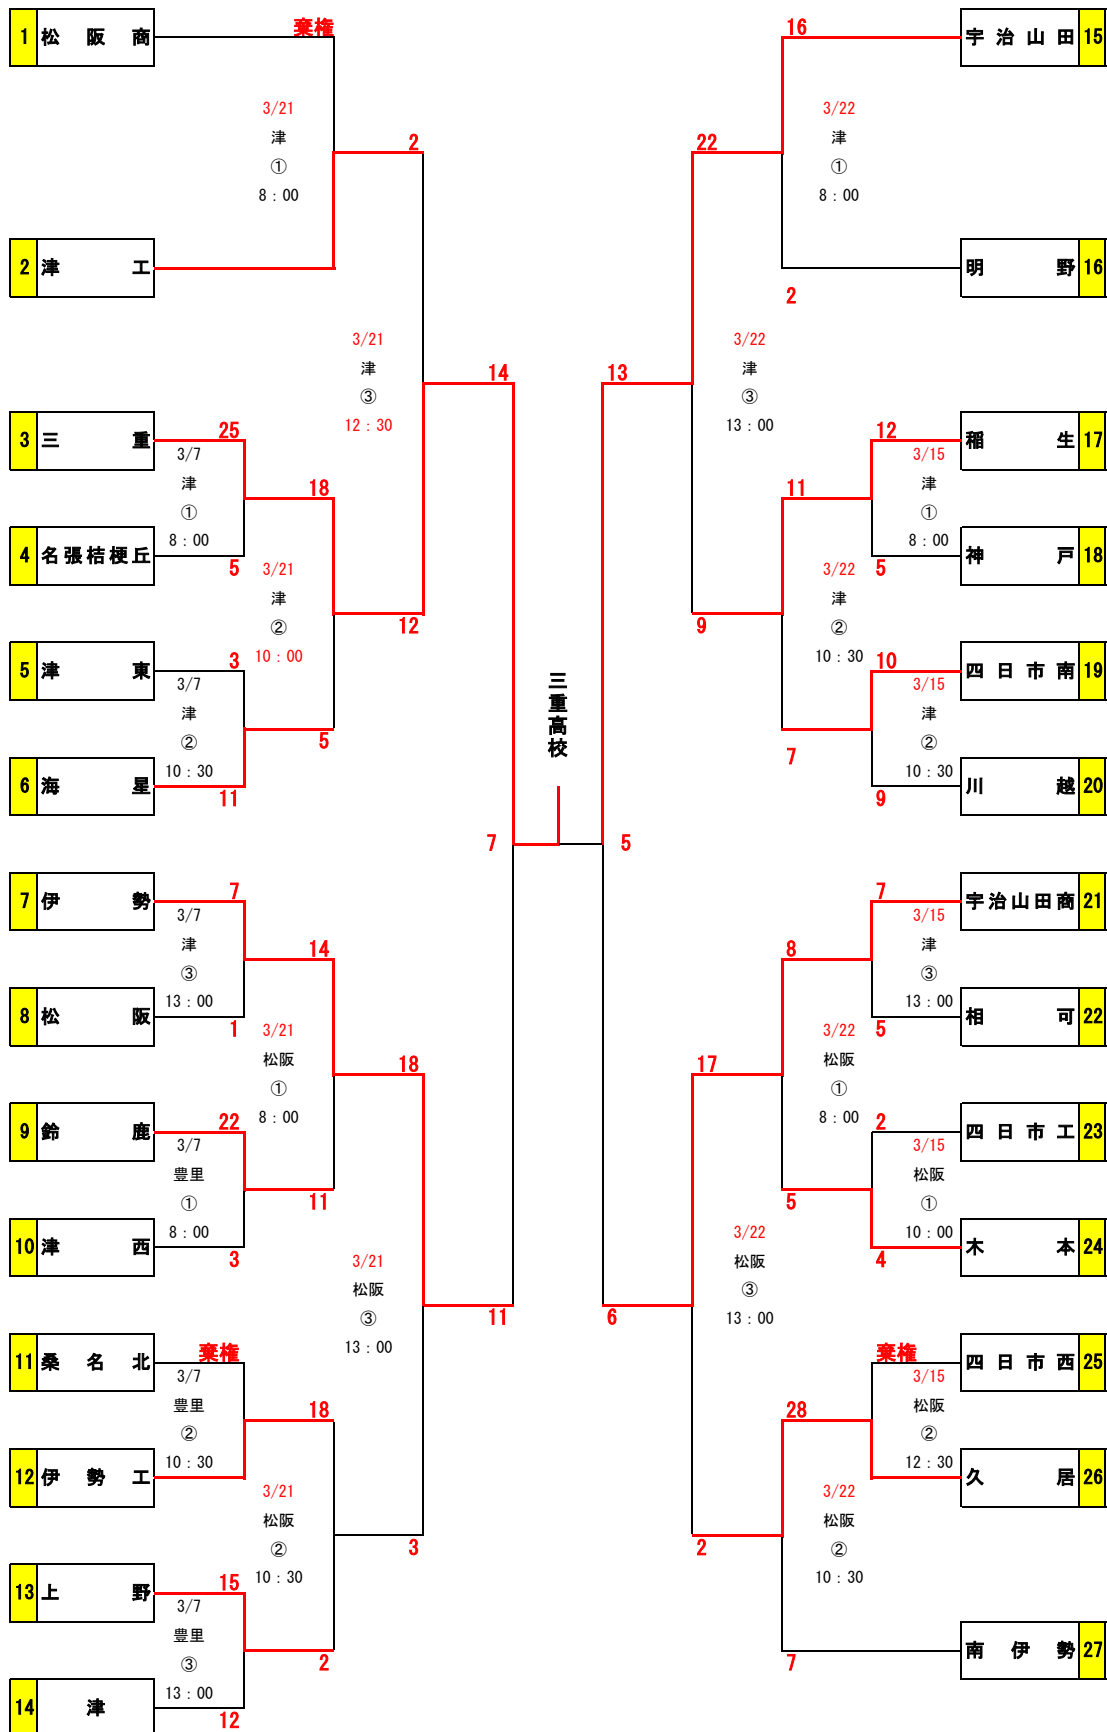 1 松阪商
棄権
3/21
津
①
8：00
2
2 津工
3/21
津
③
12：30
14
3 三重
25
3/7
津
①
8：00
18
4 名張桔梗丘
5
3/21
津
②
10：00
12
5 津東
3
3/7
津
②
10：30
5
6 海星
11
三重高校
7
5
7 伊勢
7
3/7
津
③
13：00
14
8 松阪
1
3/21
松阪
①
8：00
18
9 鈴鹿
22
3/7
豊里
①
8：00
11
10 津西
3
3/21
松阪
③
13：00
11
11 桑名北
棄権
3/7
豊里
②
10：30
18
12 伊勢工
3/21
松阪
②
10：30
3
13 上野
15
3/7
豊里
③
13：00
2
14 津
12
16
宇治山田 15
22
3/22
津
①
8：00
明野 16
2
13
3/22
津
③
13：00
12
稲生 17
11
3/15
津
①
8：00
神戸 18
5
9
3/22
津
②
10：30
10
四日市南 19
7
3/15
津
②
10：30
川越 20
9
7
宇治山田商 21
8
3/15
津
③
13：00
相可 22
5
17
3/22
松阪
①
8：00
2
四日市工 23
5
3/15
松阪
①
10：00
木本 24
4
6
3/22
松阪
③
13：00
棄権
四日市西 25
28
3/15
松阪
②
12：30
久居 26
2
3/22
松阪
②
10：30
南伊勢 27
7